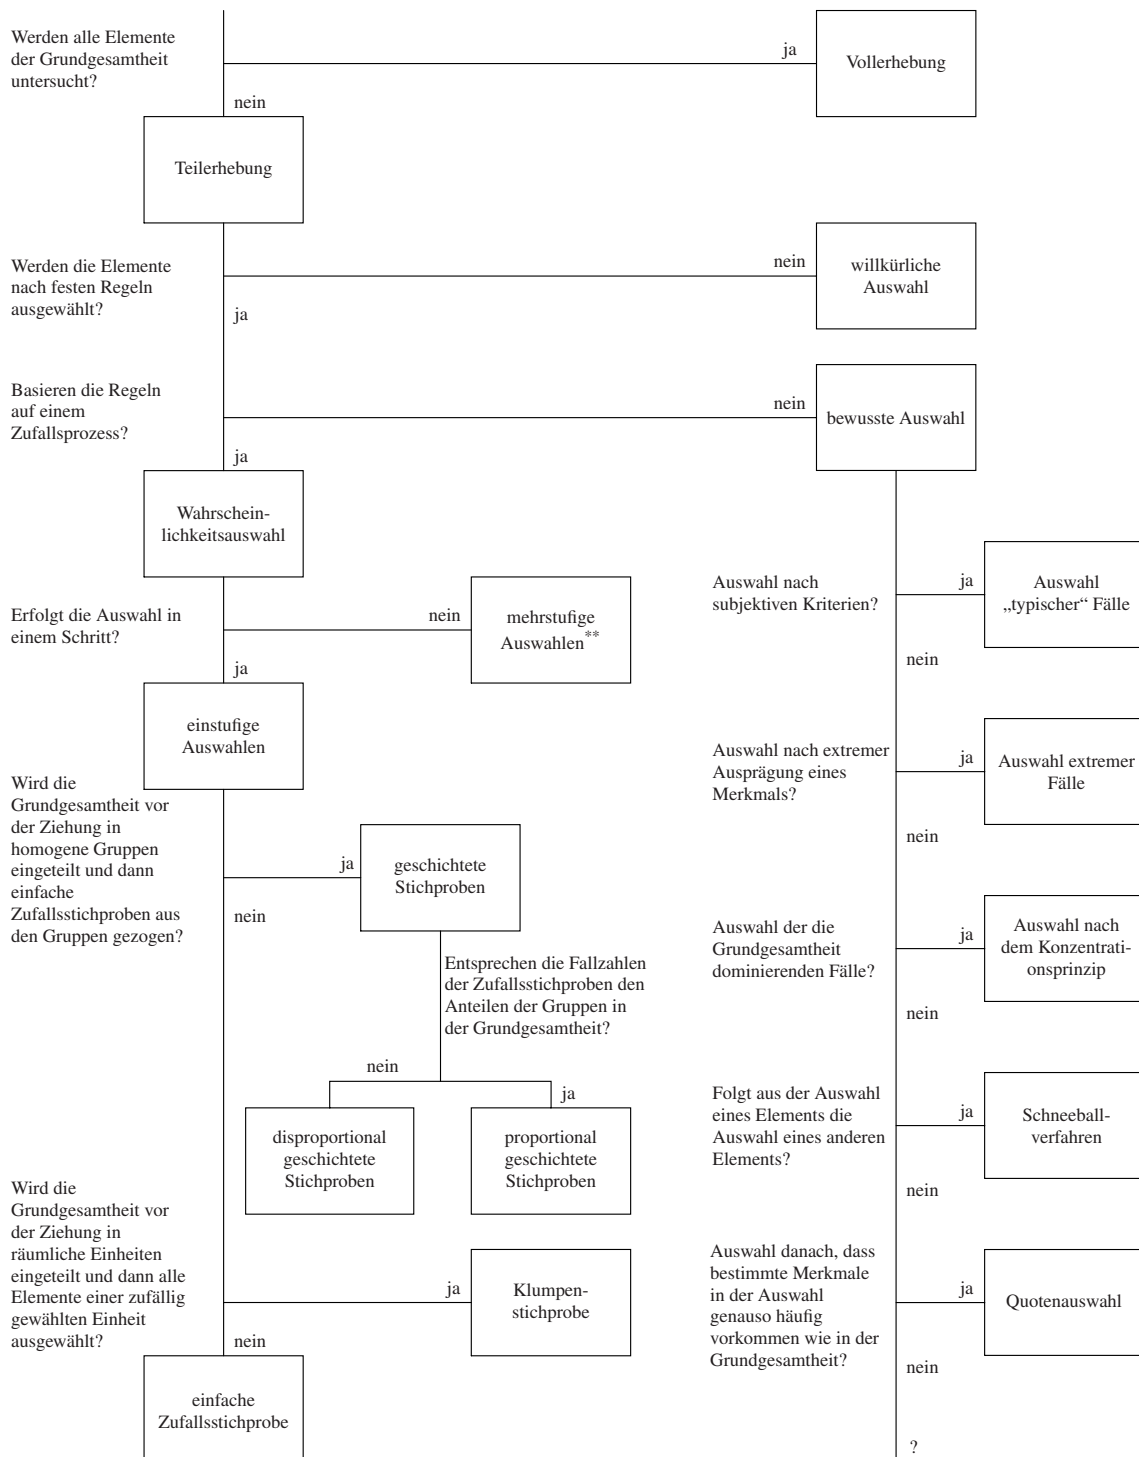 Werden alle Elemente
der Grundgesamtheit
untersucht?
ja
Vollerhebung
nein
Teilerhebung
Werden die Elemente
nach festen Regeln
ausgewählt?
nein
willkürliche
Auswahl
ja
Basieren die Regeln
auf einem
Zufallsprozess?
nein
bewusste Auswahl
ja
Wahrschein-
lichkeitsauswahl
Erfolgt die Auswahl in
einem Schritt?
nein
mehrstufige
Auswahlen**
ja
einstufige
Auswahlen
Wird die
Grundgesamtheit vor
der Ziehung in
homogene Gruppen
eingeteilt und dann
einfache
Zufallsstichproben aus
den Gruppen gezogen?
ja
geschichtete
Stichproben
nein
Entsprechen die Fallzahlen
der Zufallsstichproben den
Anteilen der Gruppen in
der Grundgesamtheit?
nein
ja
disproportional
geschichtete
Stichproben
proportional
geschichtete
Stichproben
Wird die
Grundgesamtheit vor
der Ziehung in
räumliche Einheiten
eingeteilt und dann alle
Elemente einer zufällig
gewählten Einheit
ausgewählt?
ja
Klumpen-
stichprobe
nein
einfache
Zufallsstichprobe
Auswahl nach
subjektiven Kriterien?
ja
Auswahl
„typischer“ Fälle
nein
Auswahl nach extremer
Ausprägung eines
Merkmals?
ja
Auswahl extremer
Fälle
nein
Auswahl der die
Grundgesamtheit
dominierenden Fälle?
ja
Auswahl nach
dem Konzentrati-
onsprinzip
nein
Folgt aus der Auswahl
eines Elements die
Auswahl eines anderen
Elements?
ja
Schneeball-
verfahren
nein
Auswahl danach, dass
bestimmte Merkmale
in der Auswahl
genauso häufig
vorkommen wie in der
Grundgesamtheit?
ja
Quotenauswahl
nein
?